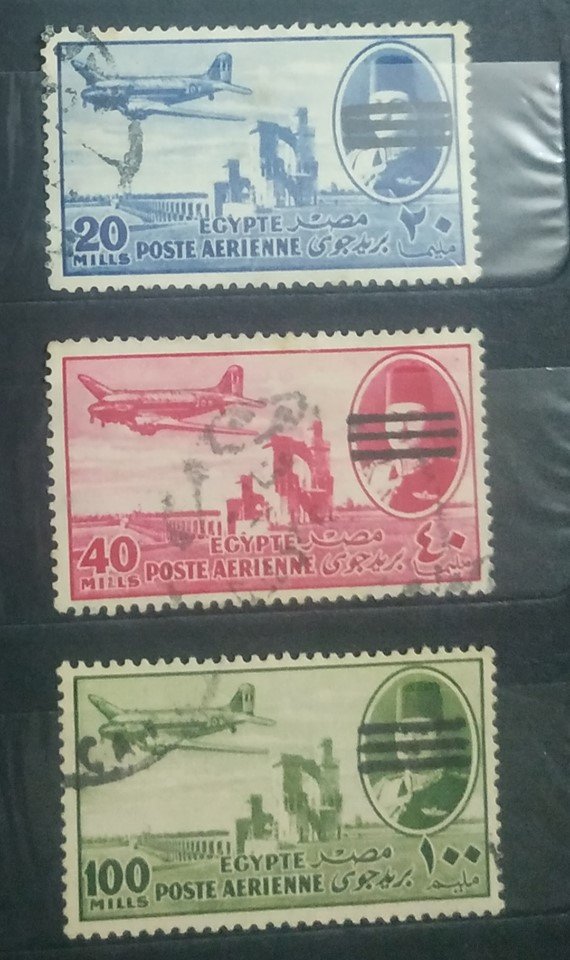 EGYPTE مصر
20 POSTE AERIENNE بريد جوى ٢٠
MILLS مليما
EGYPTE مصر
40 POSTE AERIENNE بريد جوى ٤٠
MILLS مليما
EGYPTE مصر
100 POSTE AERIENNE بريد جوى ١٠٠
MILLS مليم